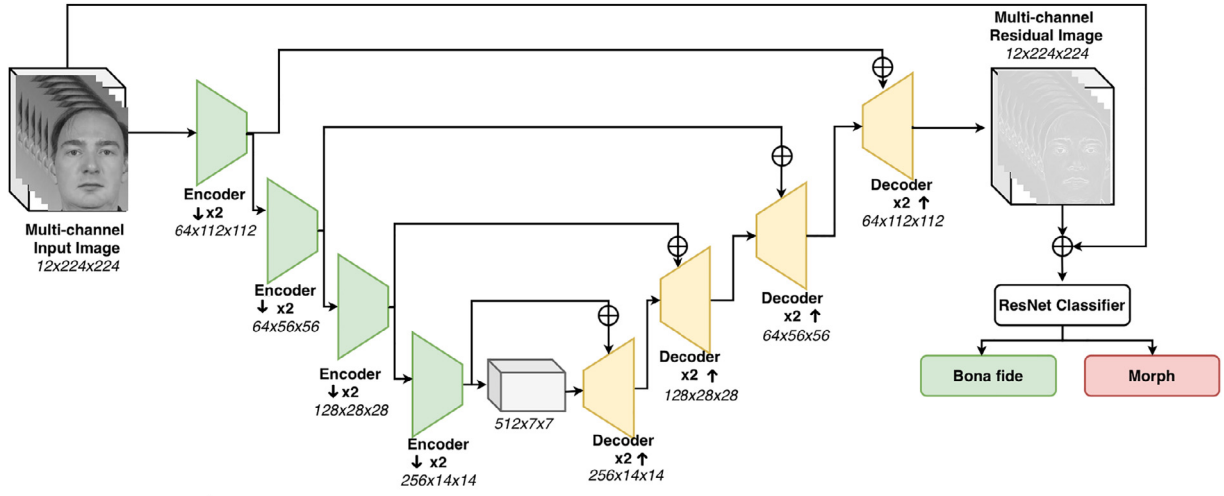 Multi-channel
Input Image
12x224x224
Encoder
↓ x2
64x112x112
Encoder
↓ x2
64x56x56
Encoder
↓ x2
128x28x28
Encoder
↓ x2
256x14x14
512x7x7
Decoder
x2 ↑
256x14x14
Decoder
x2 ↑
128x28x28
Decoder
x2 ↑
64x56x56
Decoder
x2 ↑
64x112x112
Multi-channel
Residual Image
12x224x224
ResNet Classifier
Bona fide
Morph